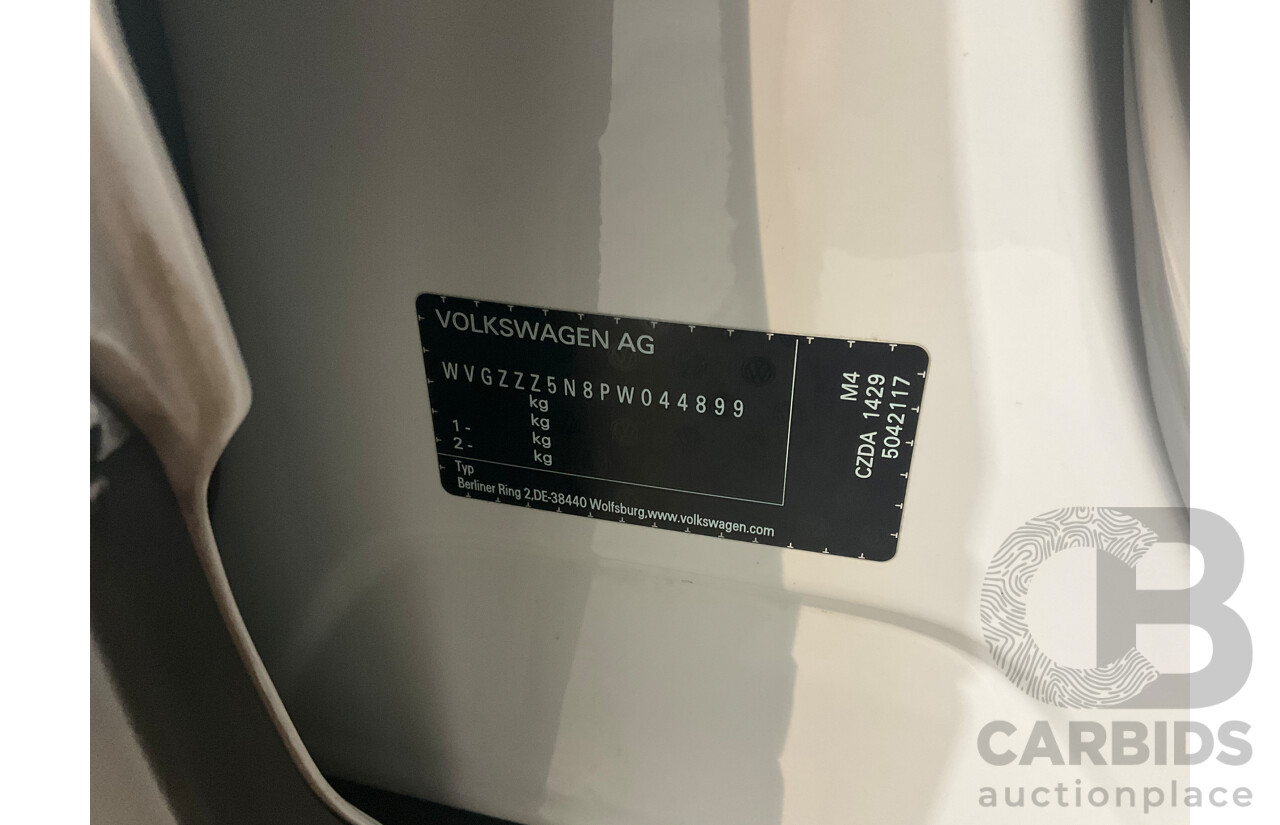 VOLKSWAGEN AG
WVGZZZ5N8PW044899
kg
kg
1- kg
2- kg
Typ
Berliner Ring 2,DE-38440 Wolfsburg,www.volkswagen.com
M4
CZDA 1429
5042117
CB
CARBIDS
auctionplace